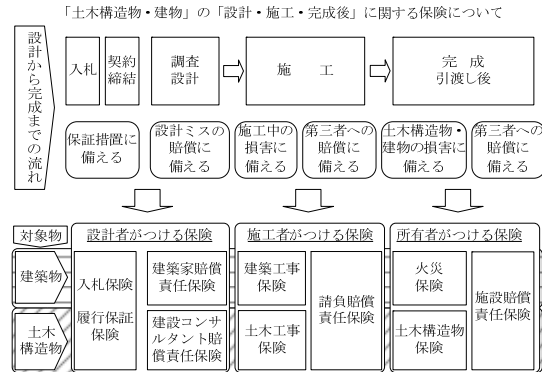 「土木構造物・建物」の「設計・施工・完成後」に関する保険について
設計から完成までの流れ
入札
契約
締結
調査
設計
施　工
完　成
引渡し後
保証措置に
備える
設計ミスの
賠償に
備える
施工中の
損害に
備える
第三者への
賠償に
備える
土木構造物・
建物の損害に
備える
第三者への
賠償に
備える
対象物
設計者がつける保険
施工者がつける保険
所有者がつける保険
建築物
土木
構造物
入札保険
履行保証
保険
建築家賠償
責任保険
建設コンサ
ルタント賠
償責任保険
建築工事
保険
土木工事
保険
請負賠償
責任保険
火災
保険
土木構造物
保険
施設賠償
責任保険